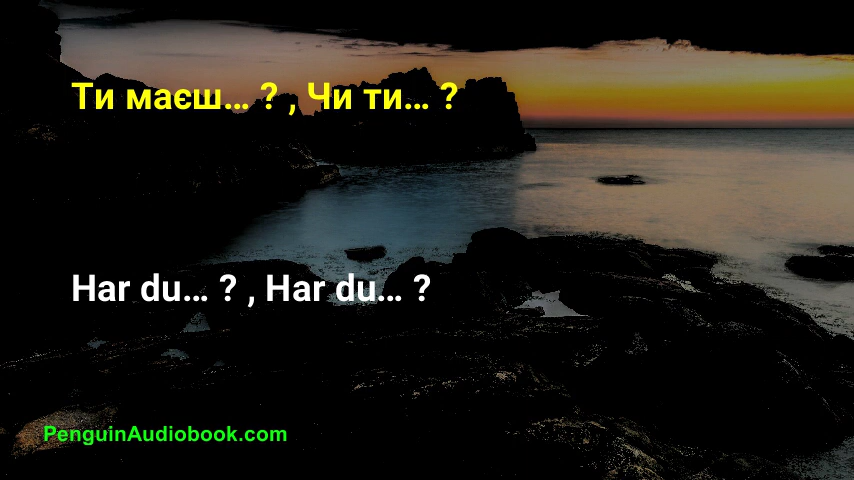 Ти маєш... ? , Чи ти... ?
Har du... ? , Har du... ?
PenguinAudiobook.com